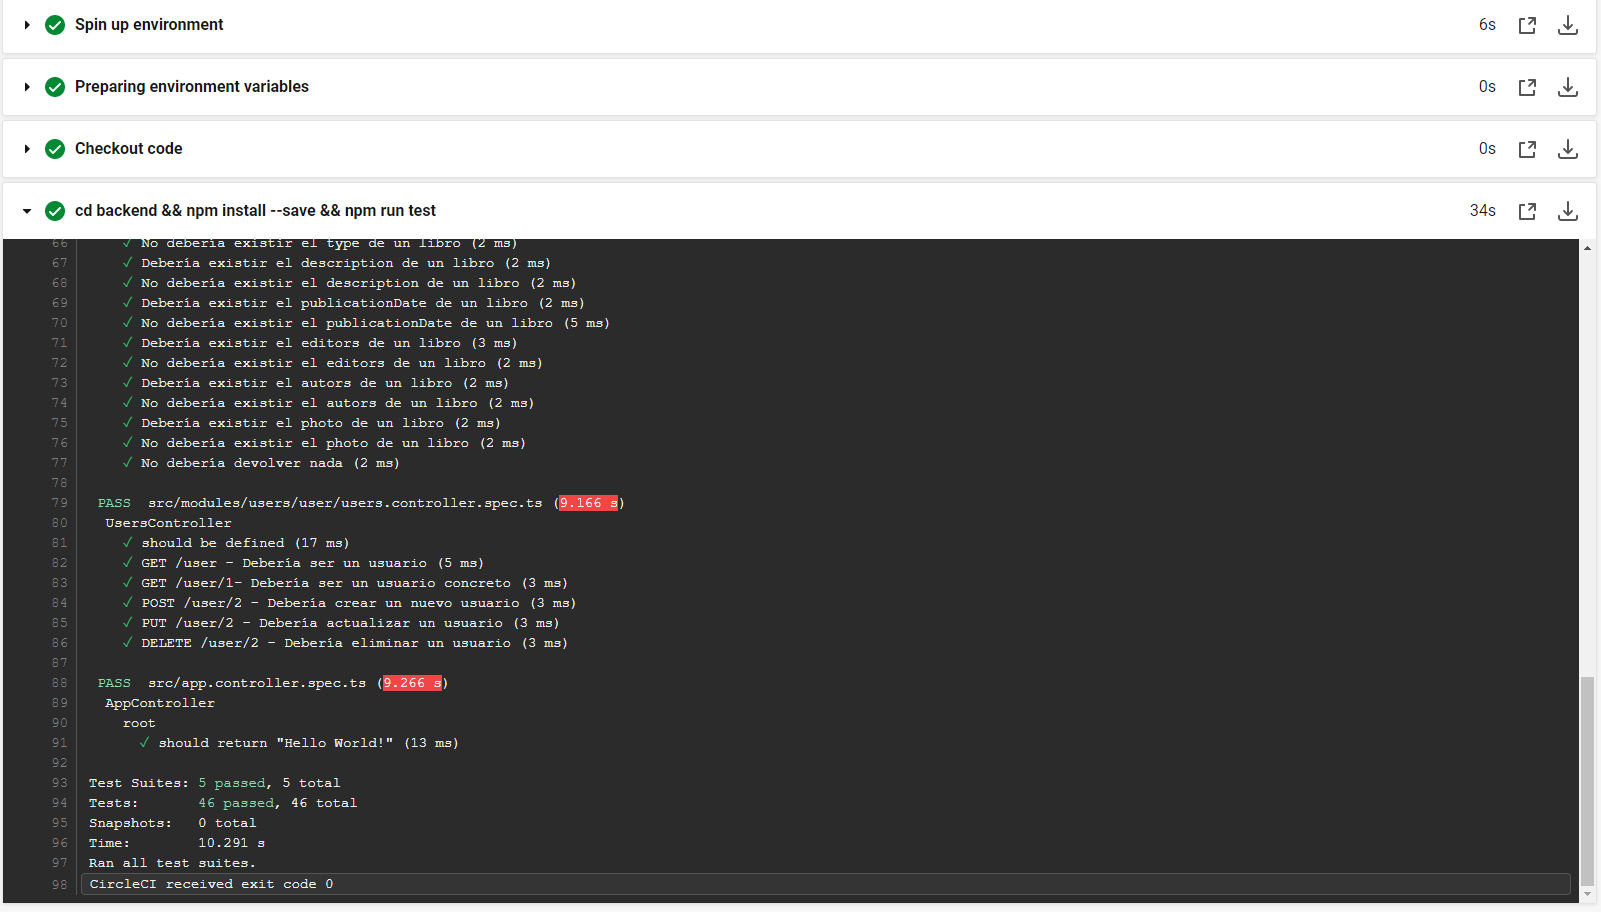 Spin up environment 6s
Preparing environment variables 0s
Checkout code 0s
cd backend && npm install --save && npm run test 34s
66 ✓ No debería existir el type de un libro (2 ms)
67 ✓ Debería existir el description de un libro (2 ms)
68 ✓ No debería existir el description de un libro (2 ms)
69 ✓ Debería existir el publicationDate de un libro (2 ms)
70 ✓ No debería existir el publicationDate de un libro (5 ms)
71 ✓ Debería existir el editors de un libro (3 ms)
72 ✓ No debería existir el editors de un libro (2 ms)
73 ✓ Debería existir el autors de un libro (2 ms)
74 ✓ No debería existir el autors de un libro (2 ms)
75 ✓ Debería existir el photo de un libro (2 ms)
76 ✓ No debería existir el photo de un libro (2 ms)
77 ✓ No debería devolver nada (2 ms)
78
79 PASS src/modules/users/user/users.controller.spec.ts (9.166 s)
80 UsersController
81 ✓ should be defined (17 ms)
82 ✓ GET /user - Debería ser un usuario (5 ms)
83 ✓ GET /user/1- Debería ser un usuario concreto (3 ms)
84 ✓ POST /user/2 - Debería crear un nuevo usuario (3 ms)
85 ✓ PUT /user/2 - Debería actualizar un usuario (3 ms)
86 ✓ DELETE /user/2 - Debería eliminar un usuario (3 ms)
87
88 PASS src/app.controller.spec.ts (9.266 s)
89 AppController
90 root
91 ✓ should return "Hello World!" (13 ms)
92
93 Test Suites: 5 passed, 5 total
94 Tests: 46 passed, 46 total
95 Snapshots: 0 total
96 Time: 10.291 s
97 Ran all test suites.
98 CircleCI received exit code 0